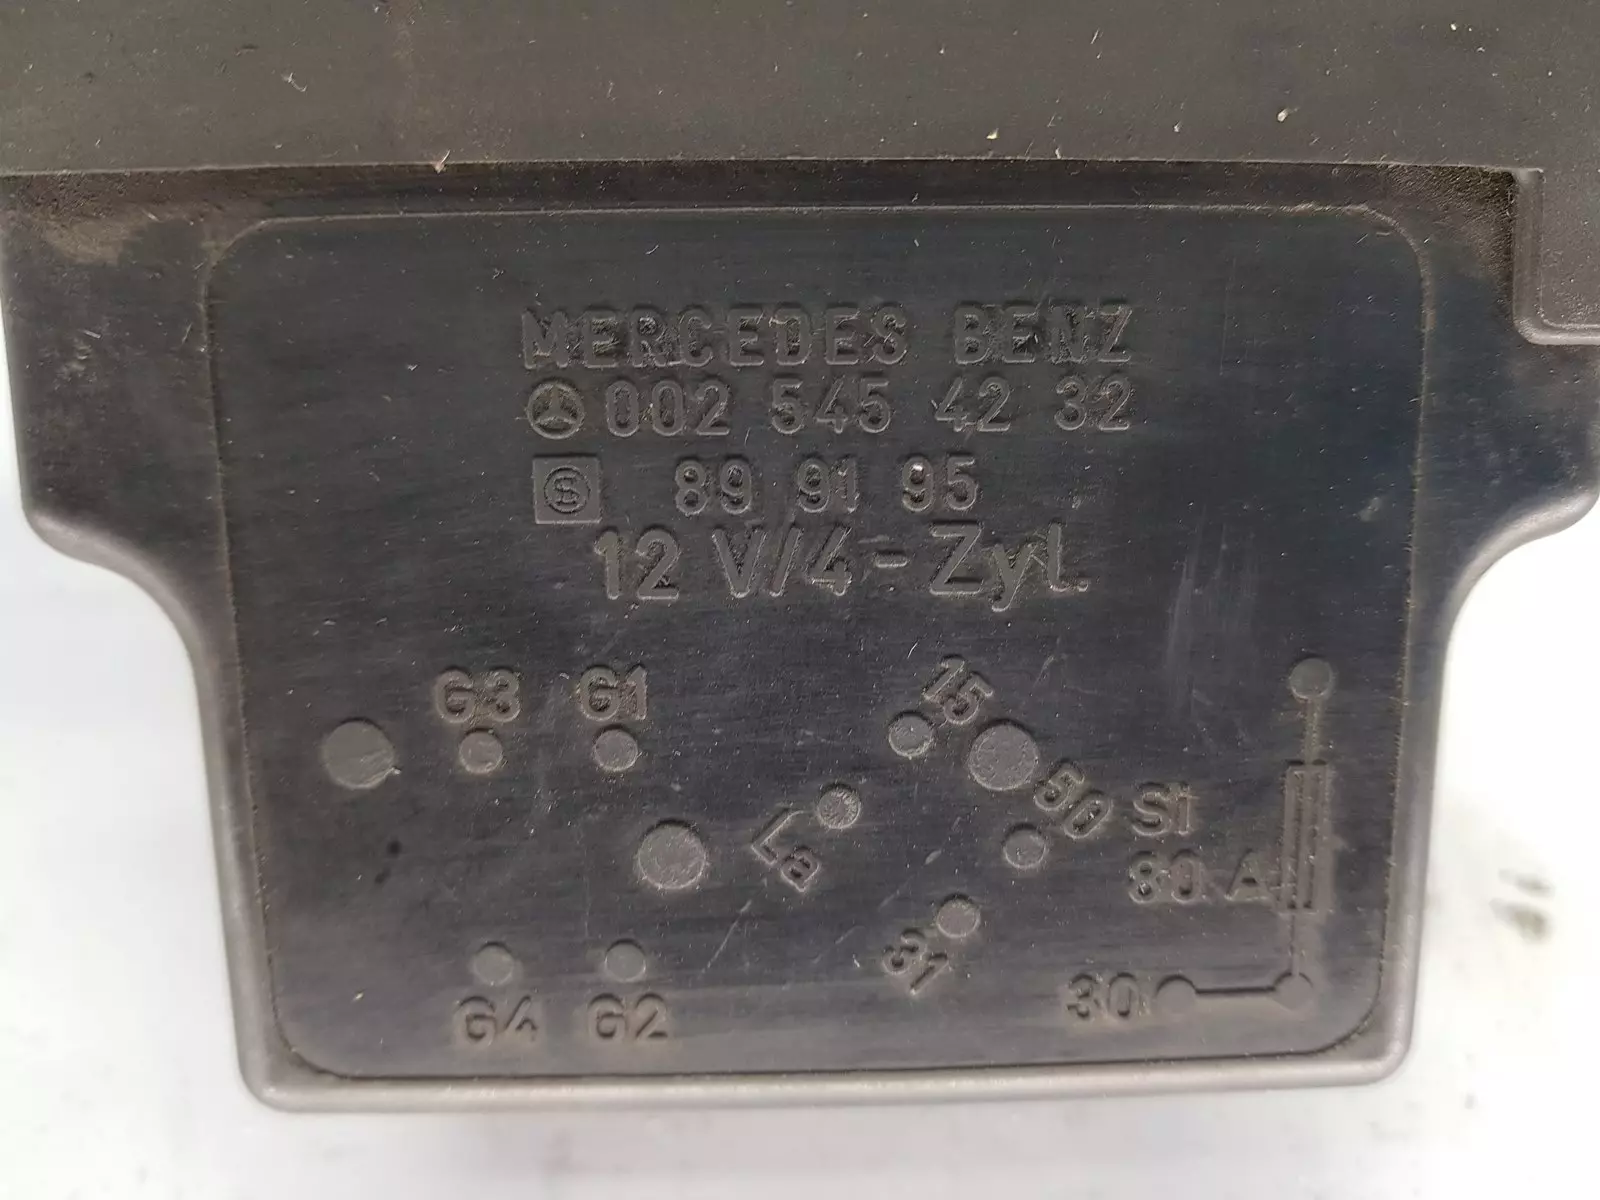 MERCEDES BENZ
002 545 42 32
S 89 91 95
12 V/4-Zyl.
G3 G1 15
La 50 Si
80 A
31
G4 G2 30